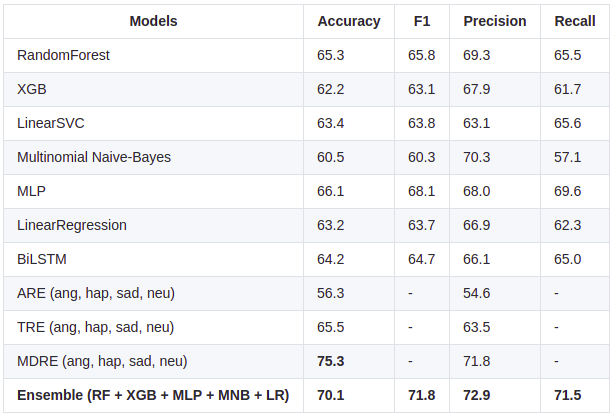 Models Accuracy F1 Precision Recall
RandomForest 65.3 65.8 69.3 65.5
XGB 62.2 63.1 67.9 61.7
LinearSVC 63.4 63.8 63.1 65.6
Multinomial Naive-Bayes 60.5 60.3 70.3 57.1
MLP 66.1 68.1 68.0 69.6
LinearRegression 63.2 63.7 66.9 62.3
BiLSTM 64.2 64.7 66.1 65.0
ARE (ang, hap, sad, neu) 56.3 - 54.6 -
TRE (ang, hap, sad, neu) 65.5 - 63.5 -
MDRE (ang, hap, sad, neu) 75.3 - 71.8 -
Ensemble (RF + XGB + MLP + MNB + LR) 70.1 71.8 72.9 71.5